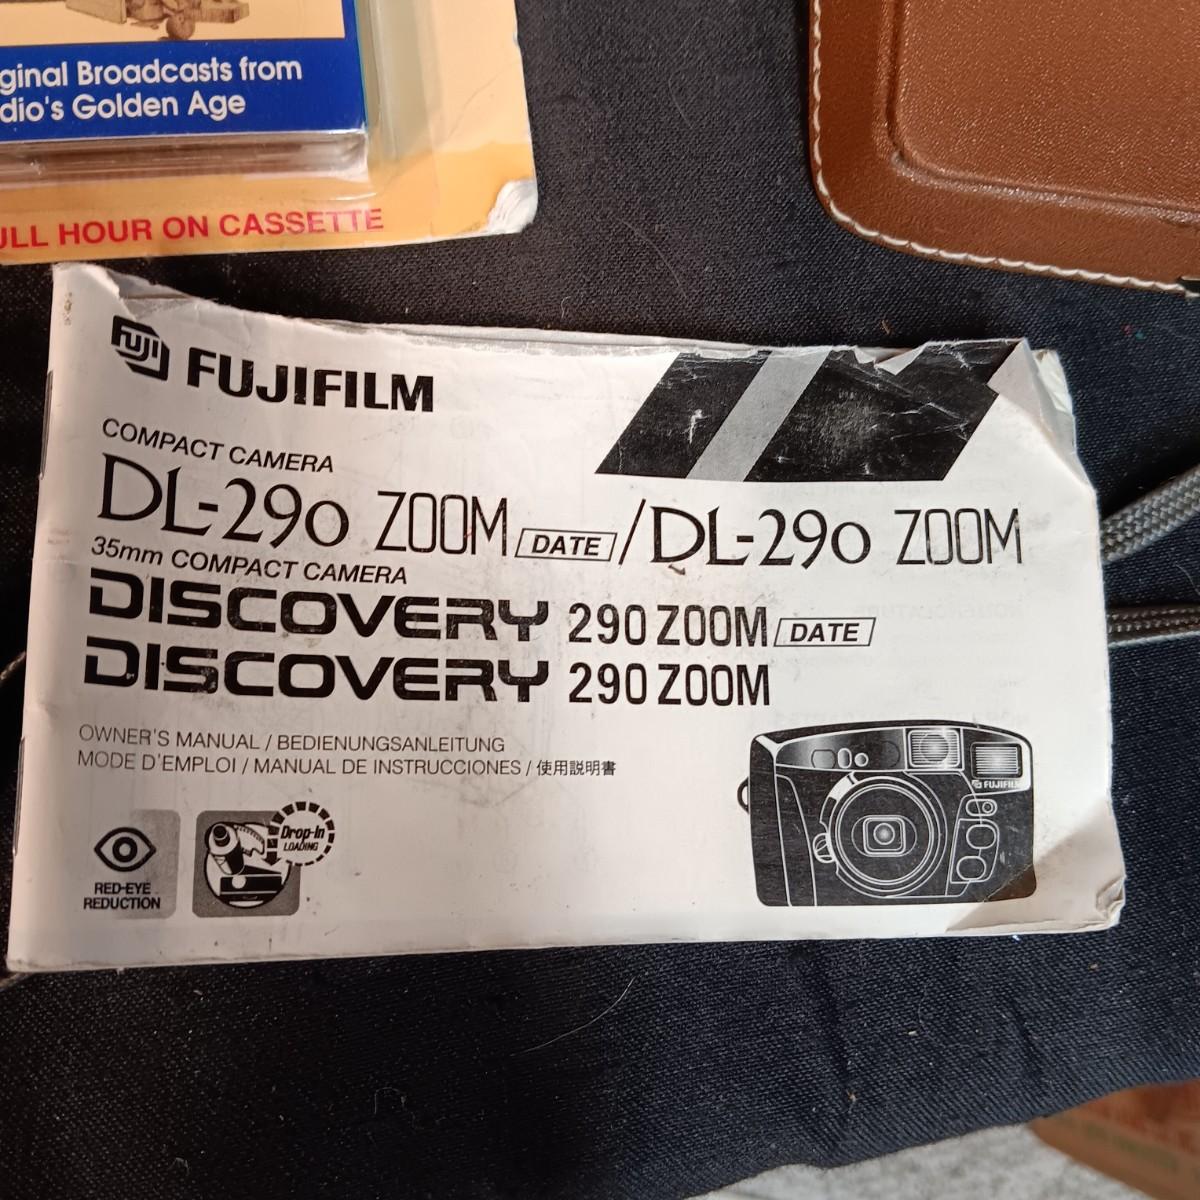 ginal Broadcasts from
dio's Golden Age
ULL HOUR ON CASSETTE
FUJI FUJIFILM
COMPACT CAMERA
DL-290 ZOOM DATE / DL-290 ZOOM
35mm COMPACT CAMERA
DISCOVERY 290 ZOOM DATE
DISCOVERY 290 ZOOM
OWNER'S MANUAL / BEDIENUNGSANLEITUNG
MODE D'EMPLOI / MANUAL DE INSTRUCCIONES / 使用説明書
FUJIFILM
Drop-In
LOADING
RED-EYE
REDUCTION